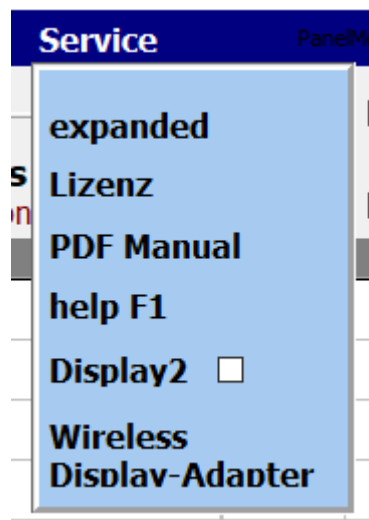 Service
expanded
Lizenz
PDF Manual
help F1
Display2
Wireless
Display-Adapter